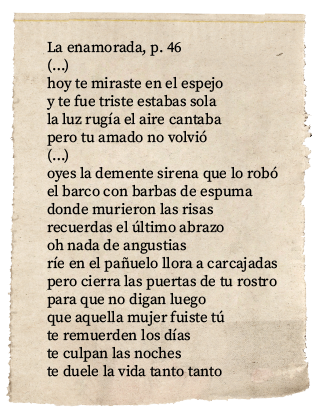 La enamorada, p. 46
(...)
hoy te miraste en el espejo
y te fue triste estabas sola
la luz rugía el aire cantaba
pero tu amado no volvió
(...)
oyes la demente sirena que lo robó
el barco con barbas de espuma
donde murieron las risas
recuerdas el último abrazo
oh nada de angustias
ríe en el pañuelo llora a carcajadas
pero cierra las puertas de tu rostro
para que no digan luego
que aquella mujer fuiste tú
te remuerden los días
te culpan las noches
te duele la vida tanto tanto